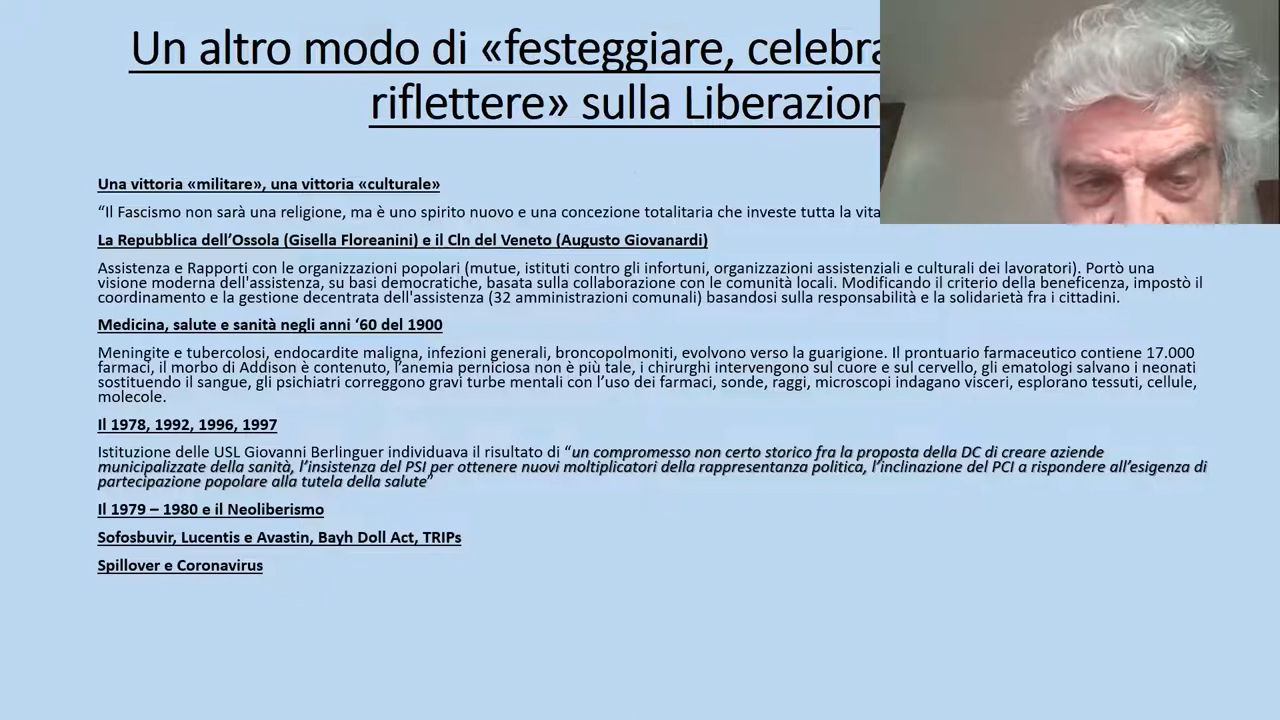 Un altro modo di «festeggiare,
riflettere» sulla
Una vittoria «militare», una vittoria «culturale»
“Il Fascismo non sarà una religione, ma è uno spirito nuovo e una concezione totalitaria che investe tutta la vita
La Repubblica dell’Ossola (Gisella Floreanini) e il Cln del Veneto (Augusto Giovanardi)
Assistenza e Rapporti con le organizzazioni popolari (mutue, istituti contro gli infortuni, organizzazioni assistenziali e culturali dei lavoratori). Portò una
visione moderna dell'assistenza, su basi democratiche, basata sulla collaborazione con le comunità locali. Modificando il criterio della beneficenza, impostò il
coordinamento e la gestione decentrata dell'assistenza (32 amministrazioni comunali) basandosi sulla responsabilità e la solidarietà fra i cittadini.
Medicina, salute e sanità negli anni ‘60 del 1900
Meningite e tubercolosi, endocardite maligna, infezioni generali, broncopolmoniti, evolvono verso la guarigione. Il prontuario farmaceutico contiene 17.000
farmaci, il morbo di Addison è contenuto, l’anemia perniciosa non è più tale, i chirurghi intervengono sul cuore e sul cervello, gli ematologi salvano i neonati
sostituendo il sangue, gli psichiatri correggono gravi turbe mentali con l’uso dei farmaci, sonde, raggi, microscopi indagano visceri, esplorano tessuti, cellule,
molecole.
Il 1978, 1992, 1996, 1997
Istituzione delle USL Giovanni Berlinguer individuava il risultato di “un compromesso non certo storico fra la proposta della DC di creare aziende
municipalizzate della sanità, l’insistenza del PSI per ottenere nuovi moltiplicatori della rappresentanza politica, l’inclinazione del PCI a rispondere all’esigenza di
partecipazione popolare alla tutela della salute”
Il 1979 – 1980 e il Neoliberismo
Sofosbuvir, Lucentis e Avastin, Bayh Doll Act, TRIPs
Spillover e Coronavirus